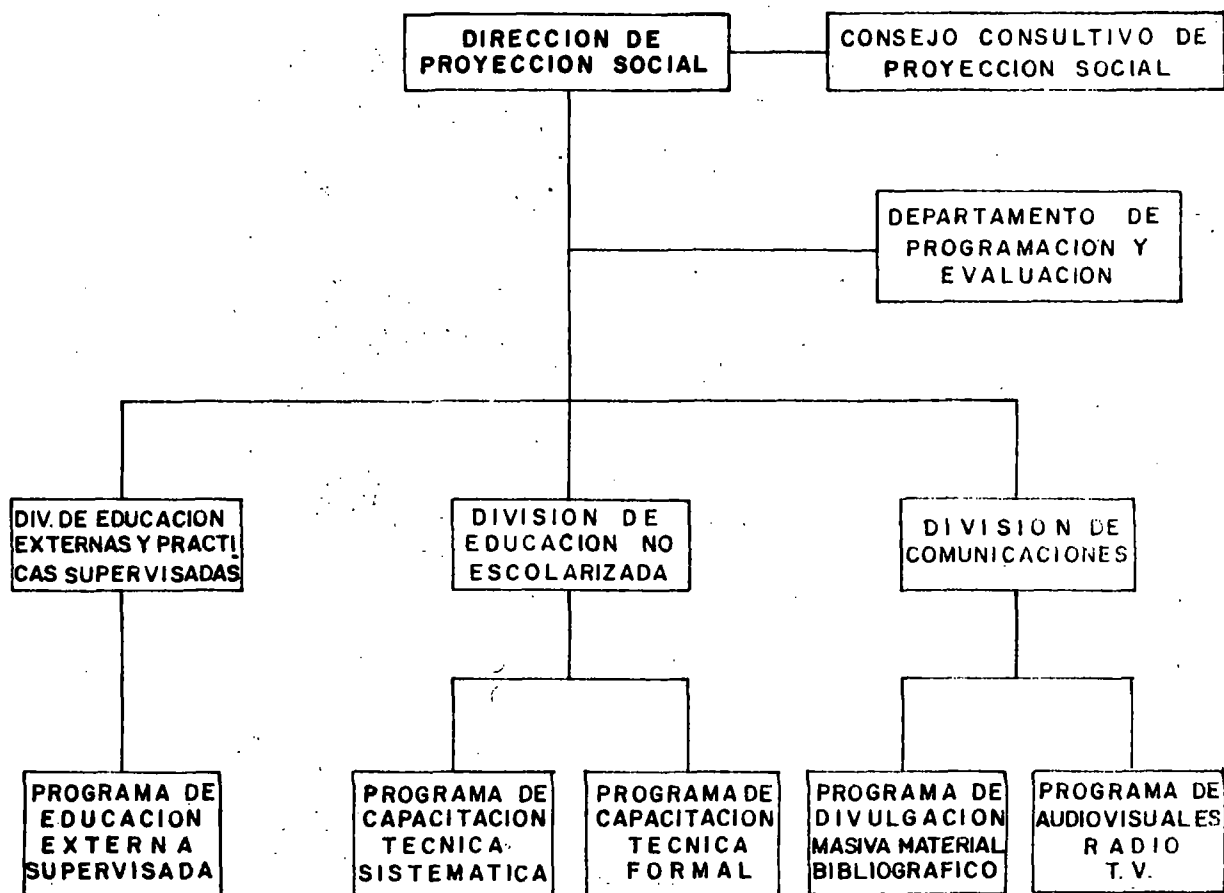 DIRECCION DE
PROYECCION SOCIAL
CONSEJO CONSULTIVO DE
PROYECCION SOCIAL
DEPARTAMENTO DE
PROGRAMACION Y
EVALUACION
DIV. DE EDUCACION
EXTERNAS Y PRACTI
CAS SUPERVISADAS
DIVISION DE
EDUCACION NO
ESCOLARIZADA
DIVISION DE
COMUNICACIONES
PROGRAMA DE
EDUCACION
EXTERNA
SUPERVISADA
PROGRAMA DE
CAPACITACION
TECNICA
SISTEMATICA
PROGRAMA DE
CAPACITACION
TECNICA
FORMAL
PROGRAMA DE
DIVULGACION
MASIVA MATERIAL
BIBLIOGRAFICO
PROGRAMA DE
AUDIOVISUALES
RADIO
T. V.